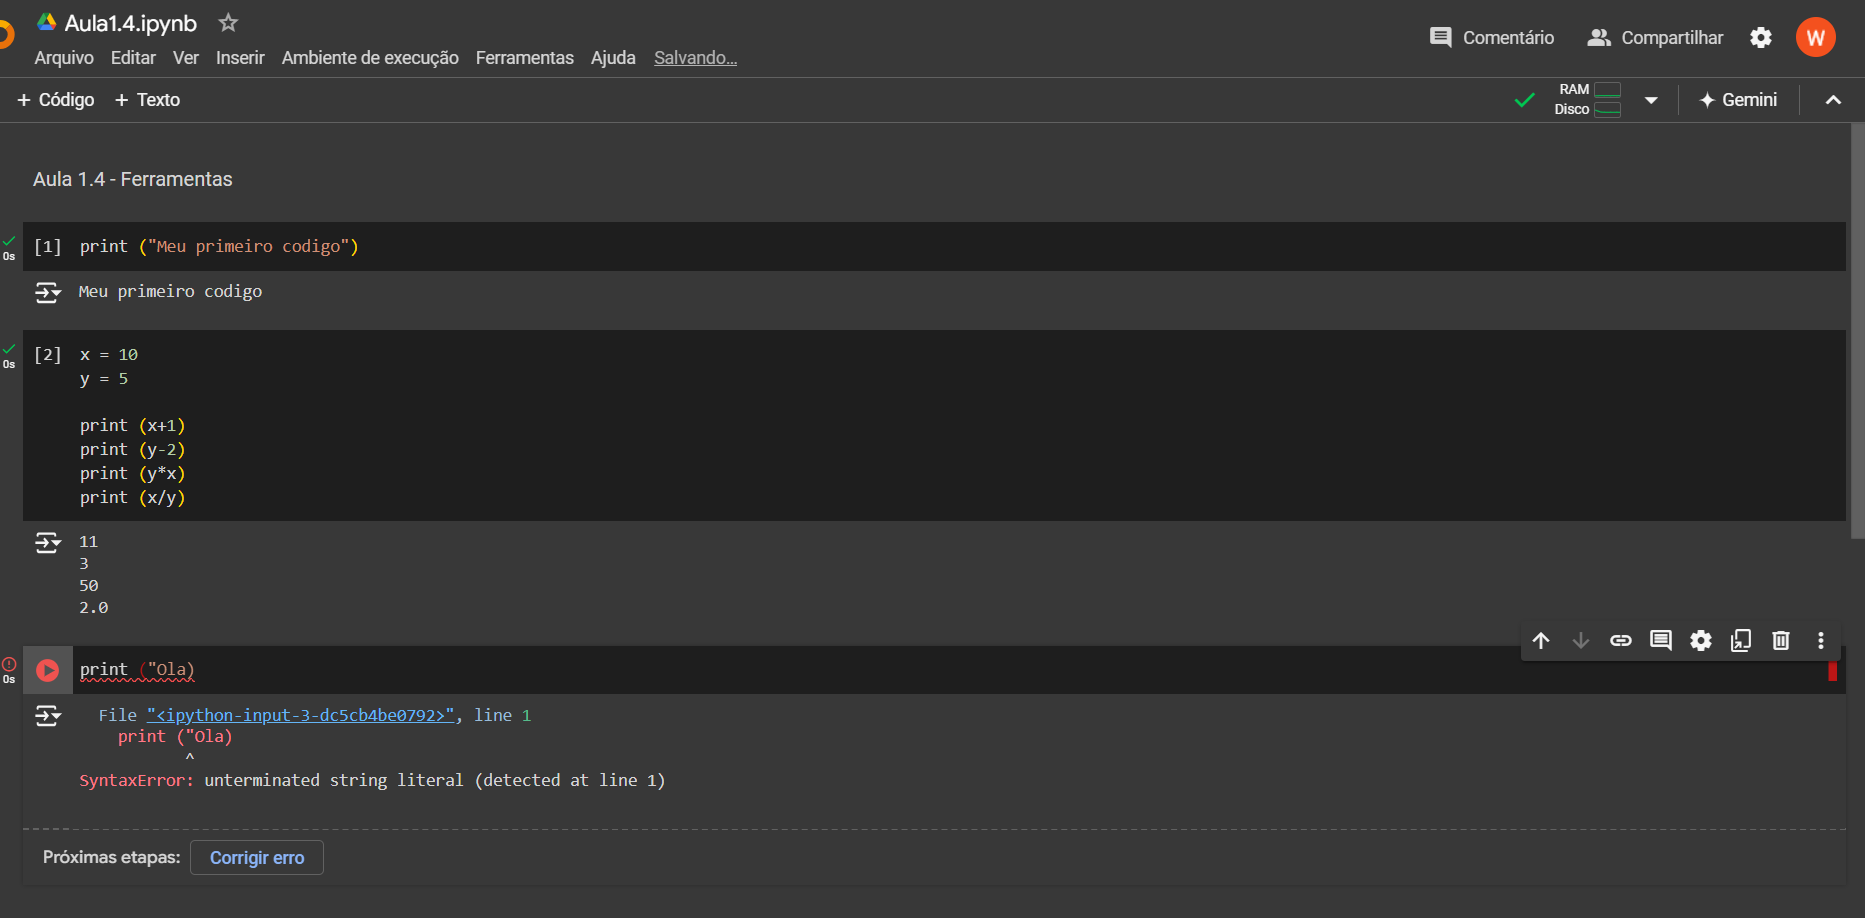 Aula1.4.ipynb
Arquivo Editar Ver Inserir Ambiente de execução Ferramentas Ajuda Salvando...
Comentário Compartilhar W
+ Código + Texto
RAM
Disco
Gemini
Aula 1.4 - Ferramentas
[1] print ("Meu primeiro codigo")
0s
Meu primeiro codigo
[2] x = 10
0s
y = 5
print (x+1)
print (y-2)
print (y*x)
print (x/y)
11
3
50
2.0
print ("Ola)
0s
File "<ipython-input-3-dc5cb4be0792>", line 1
print ("Ola)
^
SyntaxError: unterminated string literal (detected at line 1)
Próximas etapas: Corrigir erro